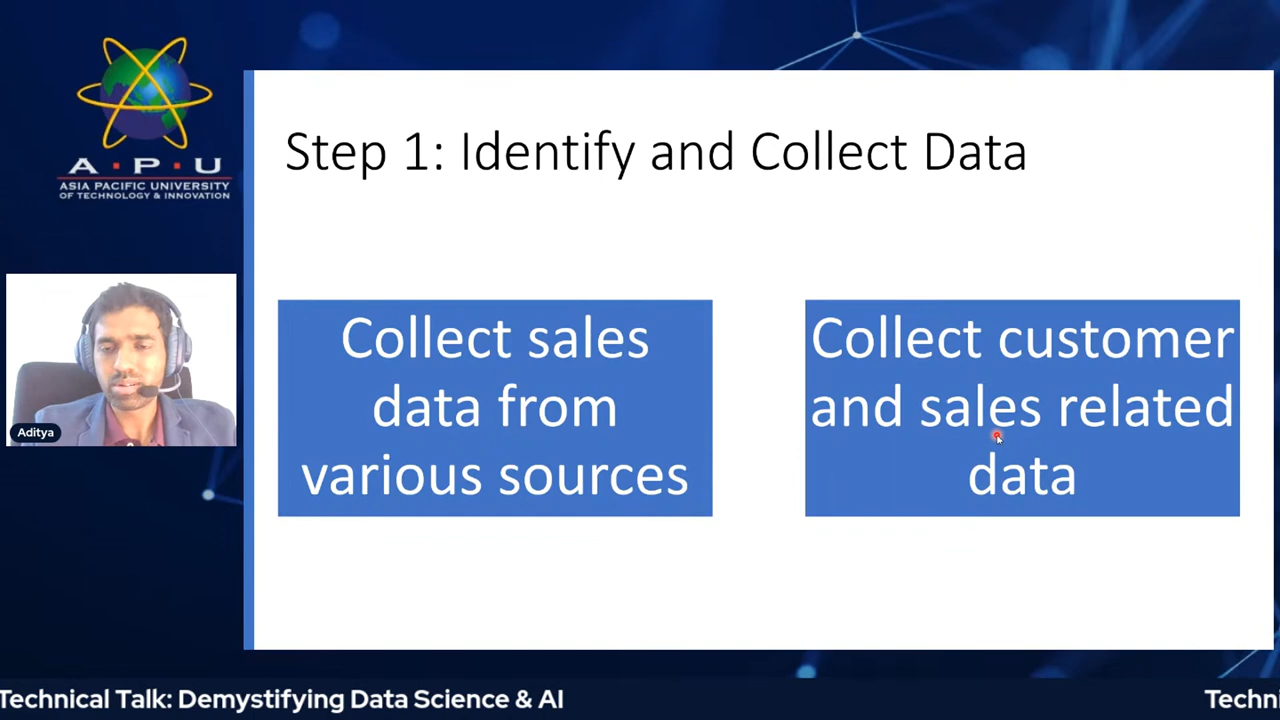 A · P · U
ASIA PACIFIC UNIVERSITY
OF TECHNOLOGY & INNOVATION
Step 1: Identify and Collect Data
Collect sales
data from
various sources
Collect customer
and sales related
data
Aditya
Technical Talk: Demystifying Data Science & AI
Techni